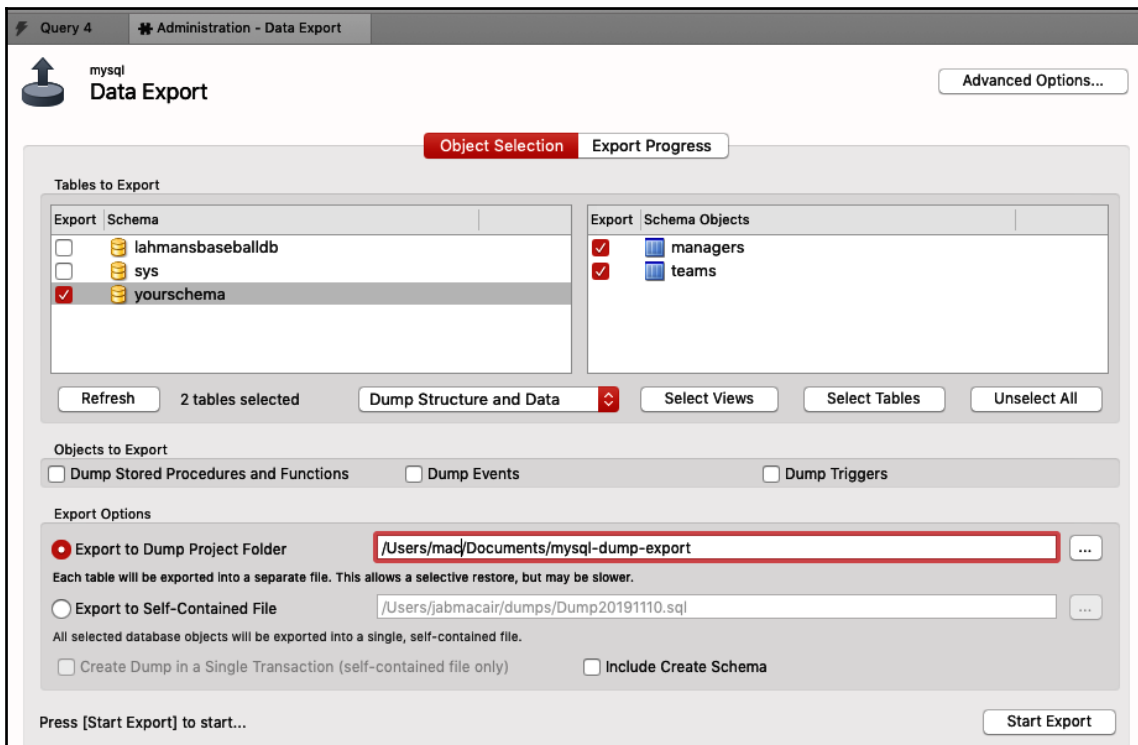 Query 4 Administration - Data Export
mysql
Data Export
Advanced Options...
Object Selection Export Progress
Tables to Export
Export Schema
lahmansbaseballdb
sys
yourschema
Export Schema Objects
managers
teams
Refresh 2 tables selected Dump Structure and Data Select Views Select Tables Unselect All
Objects to Export
Dump Stored Procedures and Functions Dump Events Dump Triggers
Export Options
Export to Dump Project Folder /Users/mac/Documents/mysql-dump-export ...
Each table will be exported into a separate file. This allows a selective restore, but may be slower.
Export to Self-Contained File /Users/jabmacair/dumps/Dump20191110.sql ...
All selected database objects will be exported into a single, self-contained file.
Create Dump in a Single Transaction (self-contained file only) Include Create Schema
Press [Start Export] to start... Start Export